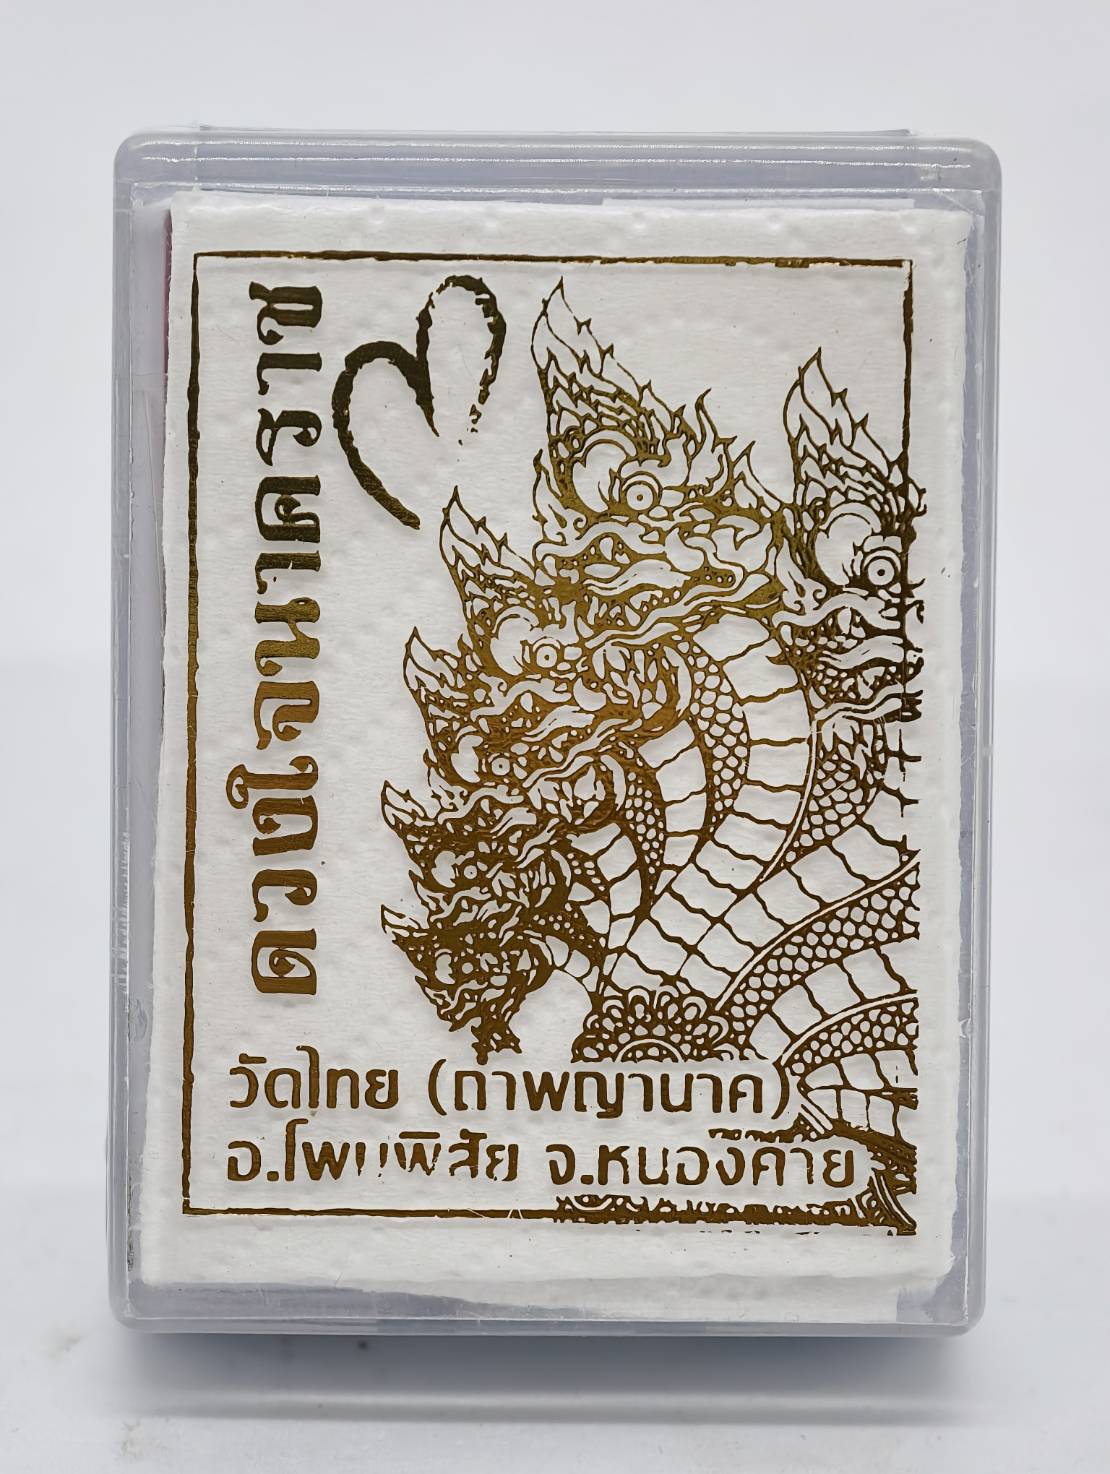 ดวงใจนาคราช
วัดไทย (ถาพญานาค)
อ.โพนพิสัย จ.หนองคาย